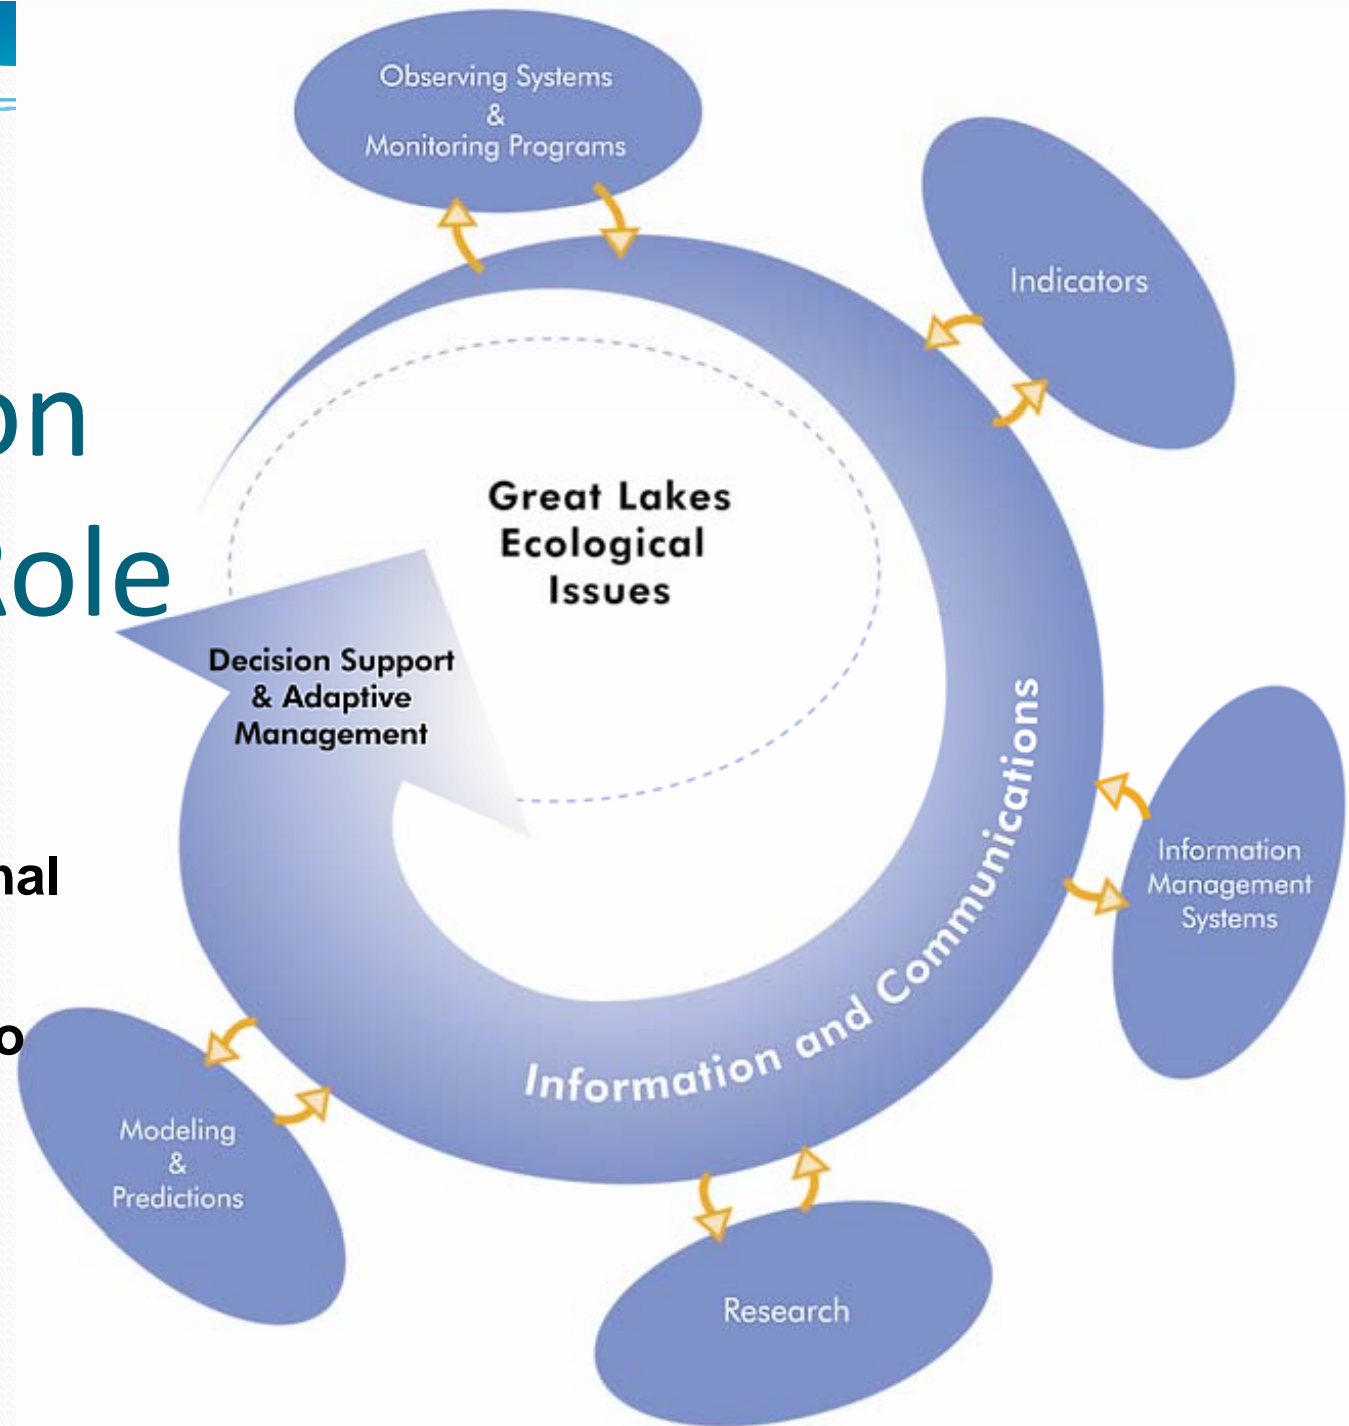 on
Role
nal
o
Observing Systems
&
Monitoring Programs
Indicators
Great Lakes
Ecological
Issues
Decision Support
& Adaptive
Management
Information and Communications
Information
Management
Systems
Modeling
&
Predictions
Research